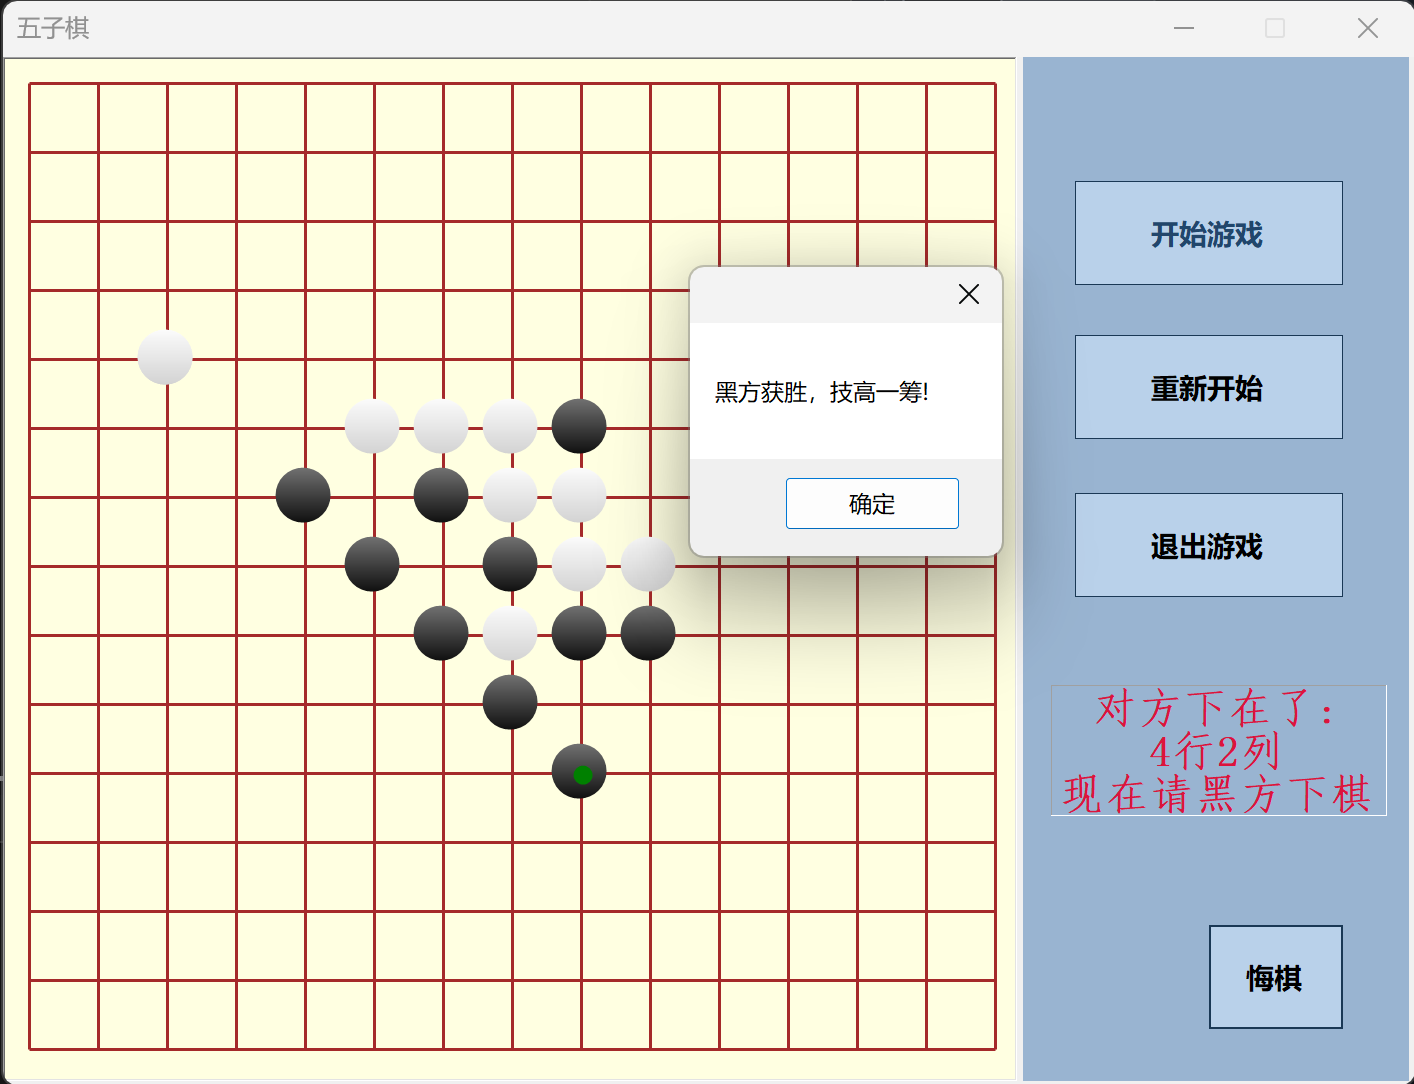 五子棋
黑方获胜，技高一筹!
确定
开始游戏
重新开始
退出游戏
对方下在了：
4行2列
现在请黑方下棋
悔棋